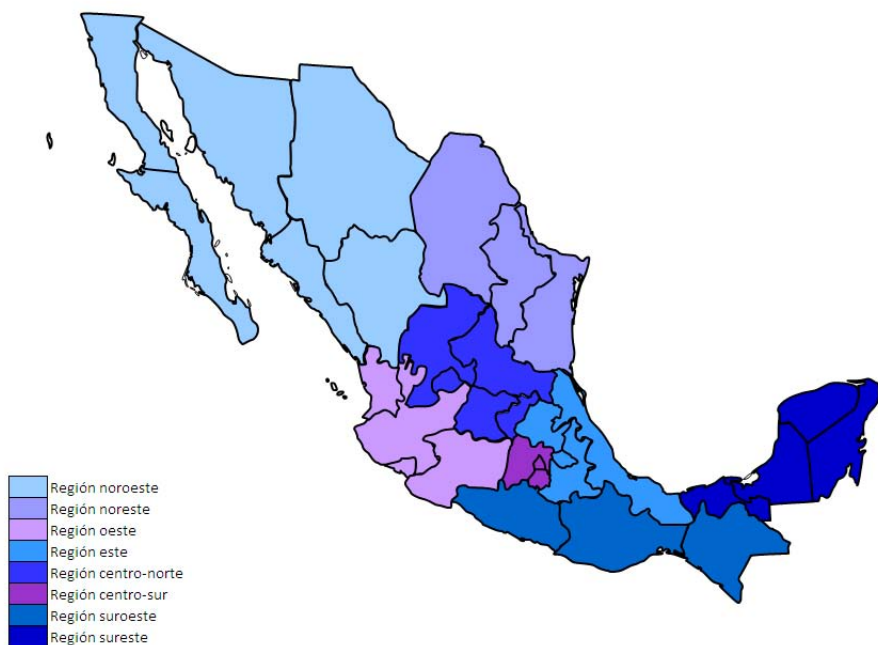 Región noroeste
Región noreste
Región oeste
Región este
Región centro-norte
Región centro-sur
Región suroeste
Región sureste